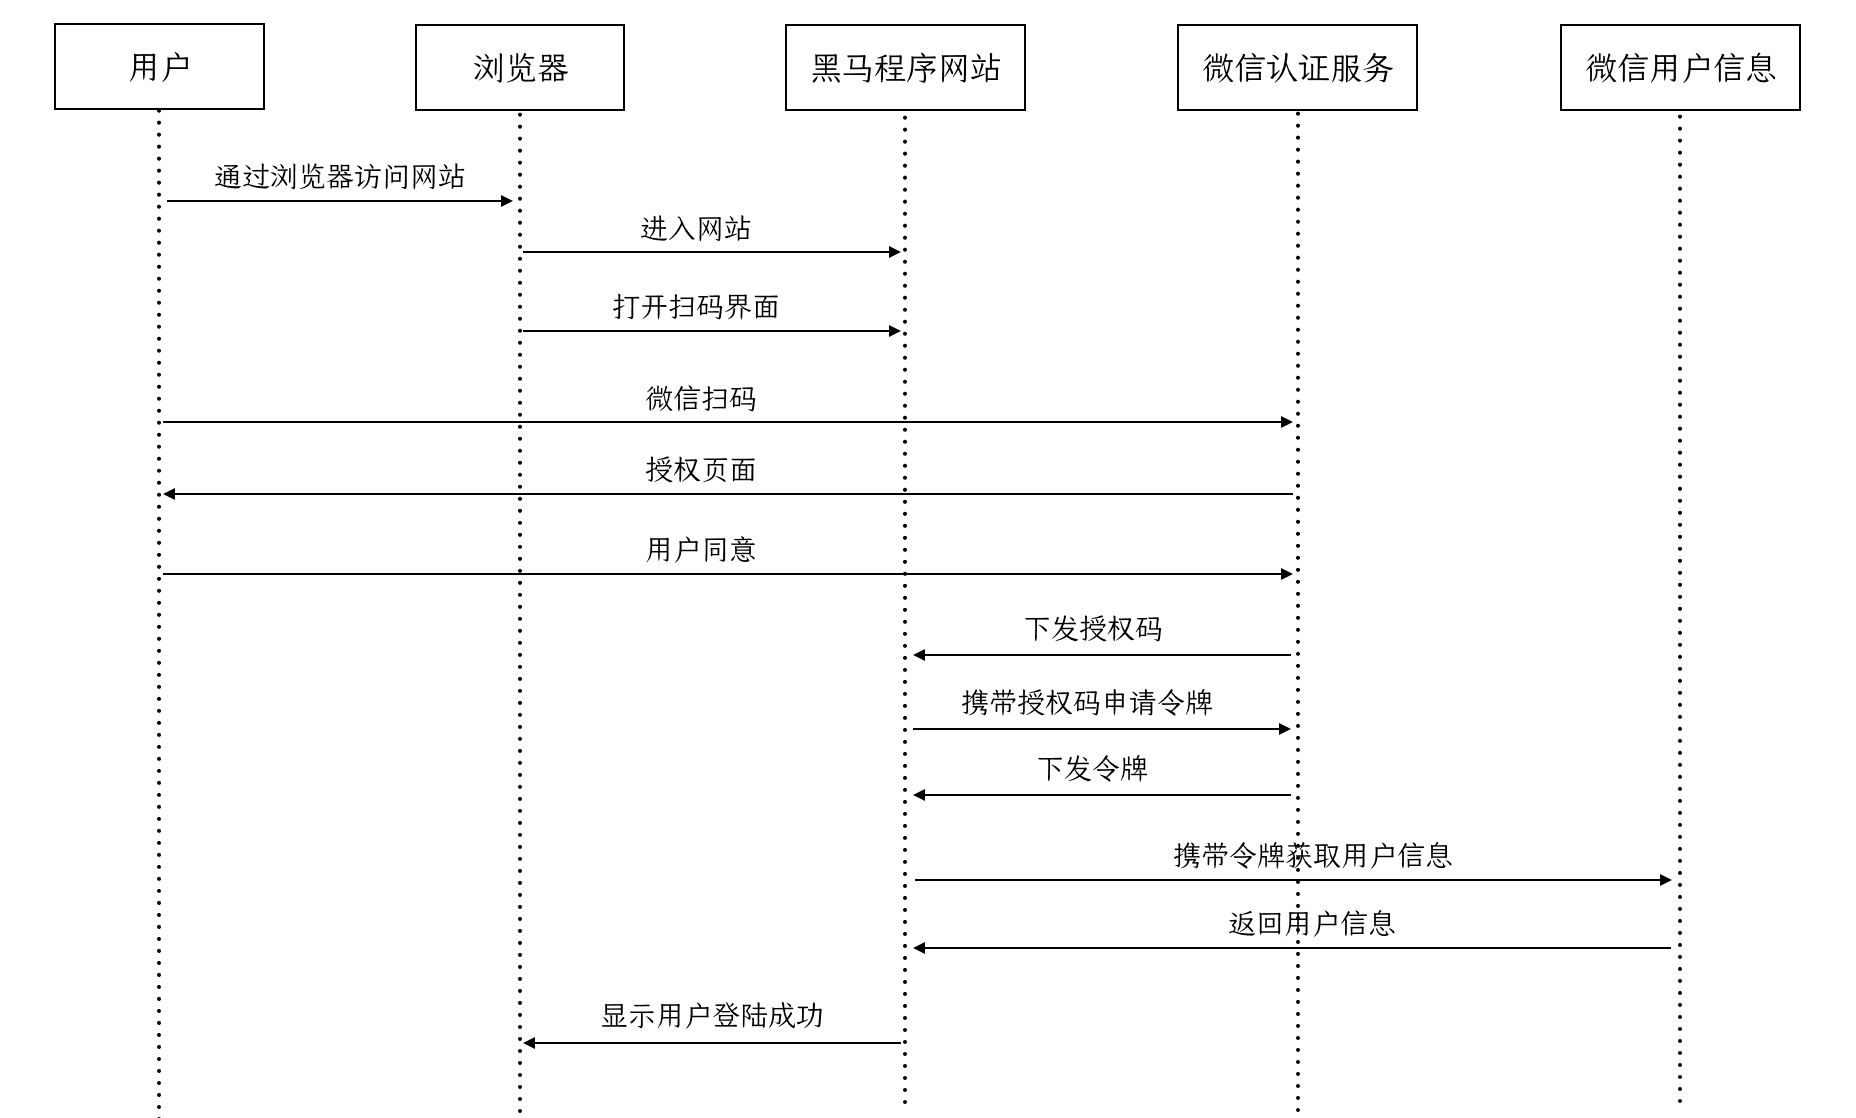 用户
浏览器
黑马程序网站
微信认证服务
微信用户信息
通过浏览器访问网站
进入网站
打开扫码界面
微信扫码
授权页面
用户同意
下发授权码
携带授权码申请令牌
下发令牌
携带令牌获取用户信息
返回用户信息
显示用户登陆成功